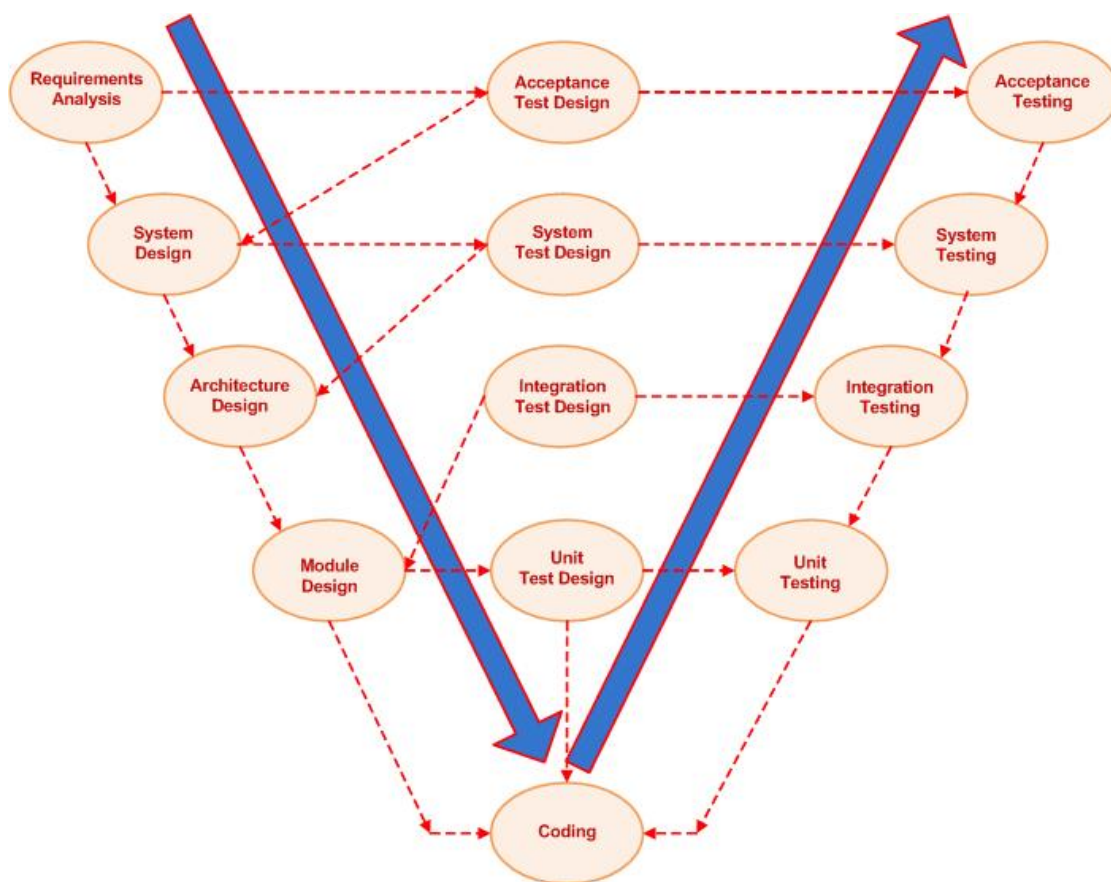 Requirements
Analysis
Acceptance
Test Design
Acceptance
Testing
System
Design
System
Test Design
System
Testing
Architecture
Design
Integration
Test Design
Integration
Testing
Module
Design
Unit
Test Design
Unit
Testing
Coding